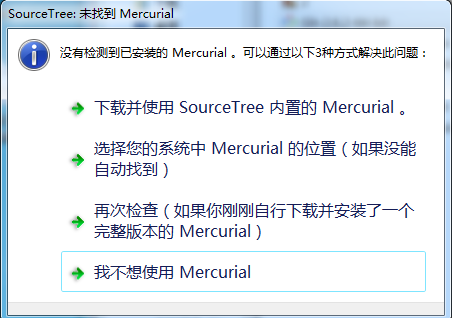 SourceTree: 未找到 Mercurial
没有检测到已安装的 Mercurial 。可以通过以下3种方式解决此问题：
下载并使用 SourceTree 内置的 Mercurial 。
选择您的系统中 Mercurial 的位置（如果没能
自动找到）
再次检查（如果你刚刚自行下载并安装了一个
完整版本的 Mercurial）
我不想使用 Mercurial